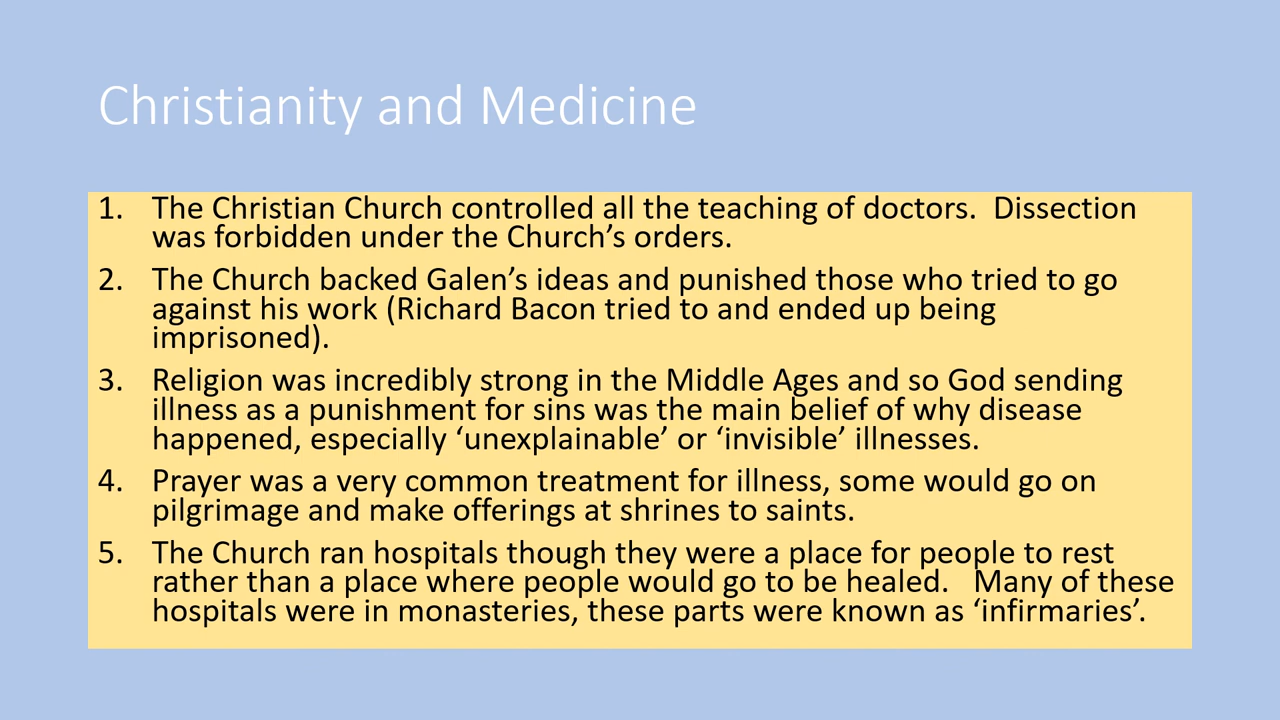 Christianity and Medicine
1. The Christian Church controlled all the teaching of doctors.  Dissection
was forbidden under the Church’s orders.
2. The Church backed Galen’s ideas and punished those who tried to go
against his work (Richard Bacon tried to and ended up being
imprisoned).
3. Religion was incredibly strong in the Middle Ages and so God sending
illness as a punishment for sins was the main belief of why disease
happened, especially ‘unexplainable’ or ‘invisible’ illnesses.
4. Prayer was a very common treatment for illness, some would go on
pilgrimage and make offerings at shrines to saints.
5. The Church ran hospitals though they were a place for people to rest
rather than a place where people would go to be healed.   Many of these
hospitals were in monasteries, these parts were known as ‘infirmaries’.